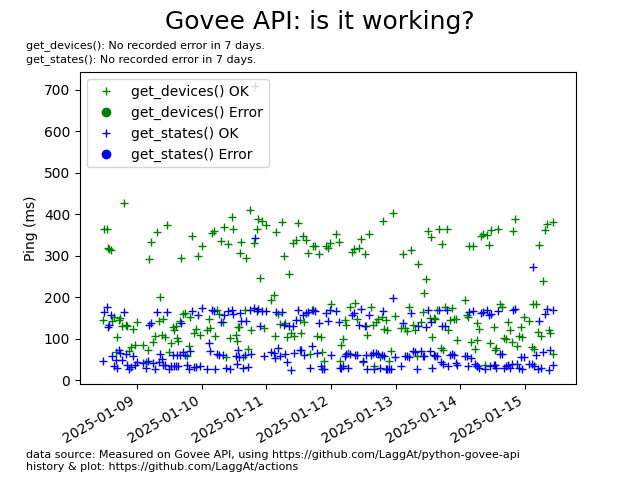 Govee API: is it working?
get_devices(): No recorded error in 7 days.
get_states(): No recorded error in 7 days.
get_devices() OK
get_devices() Error
get_states() OK
get_states() Error
Ping (ms)
700
600
500
400
300
200
100
0
2025-01-09
2025-01-10
2025-01-11
2025-01-12
2025-01-13
2025-01-14
2025-01-15
data source: Measured on Govee API, using https://github.com/LaggAt/python-govee-api
history & plot: https://github.com/LaggAt/actions